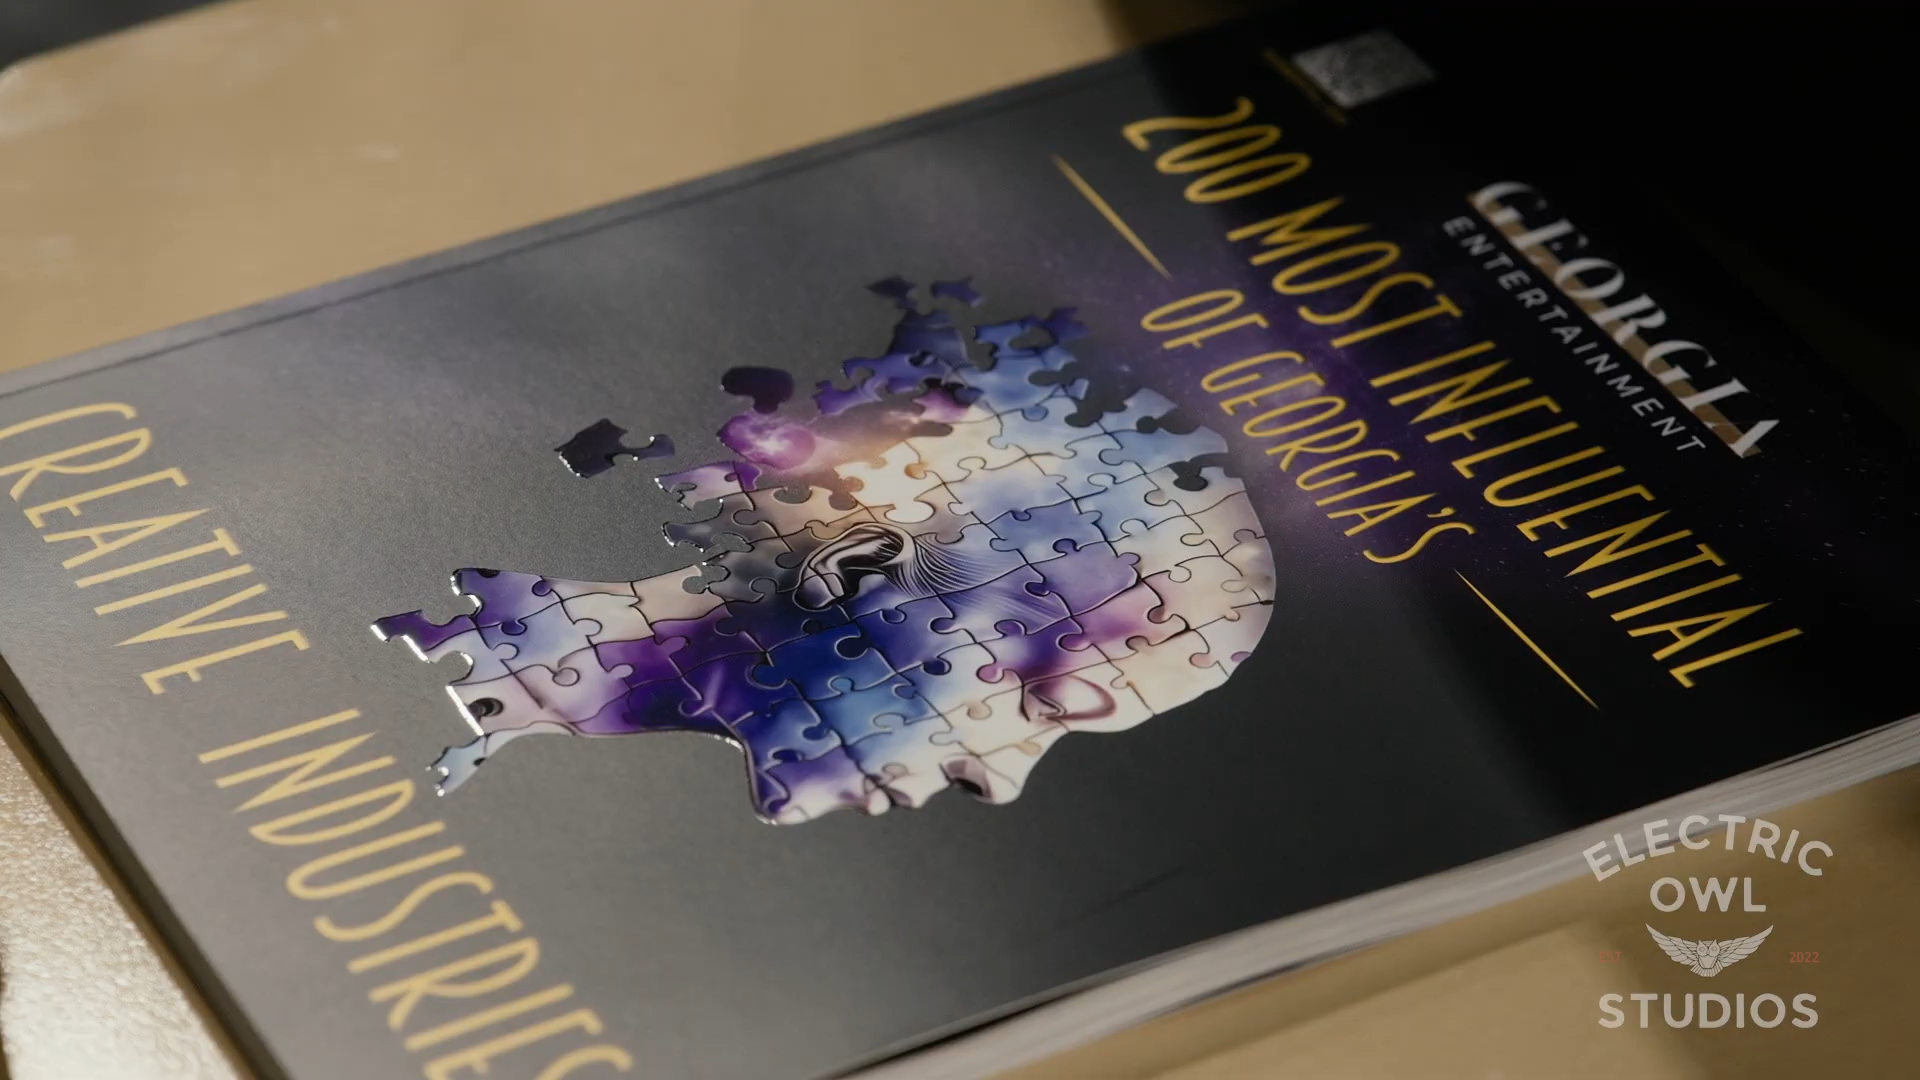 GEORGIA
ENTERTAINMENT
200 MOST INFLUENTIAL
OF GEORGIA'S
CREATIVE INDUSTRIES
ELECTRIC
OWL
EST 2022
STUDIOS